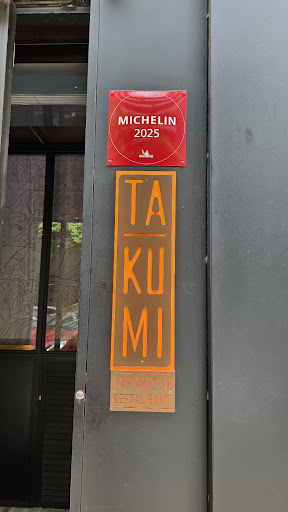 MICHELIN
2025
TA
KU
MI
JAPANESE
RESTAURANT